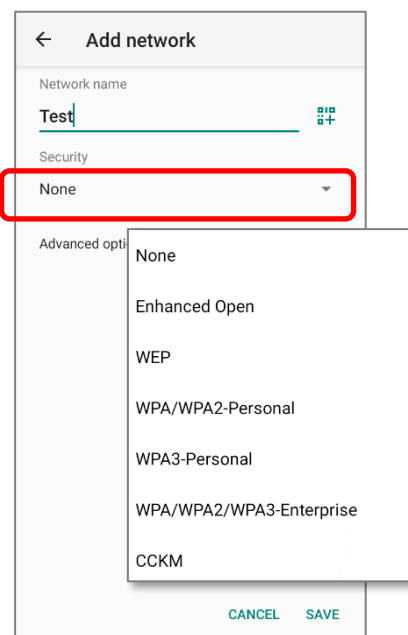 Add network
Network name
Test
Security
None
Advanced opti
None
Enhanced Open
WEP
WPA/WPA2-Personal
WPA3-Personal
WPA/WPA2/WPA3-Enterprise
CCKM
CANCEL SAVE